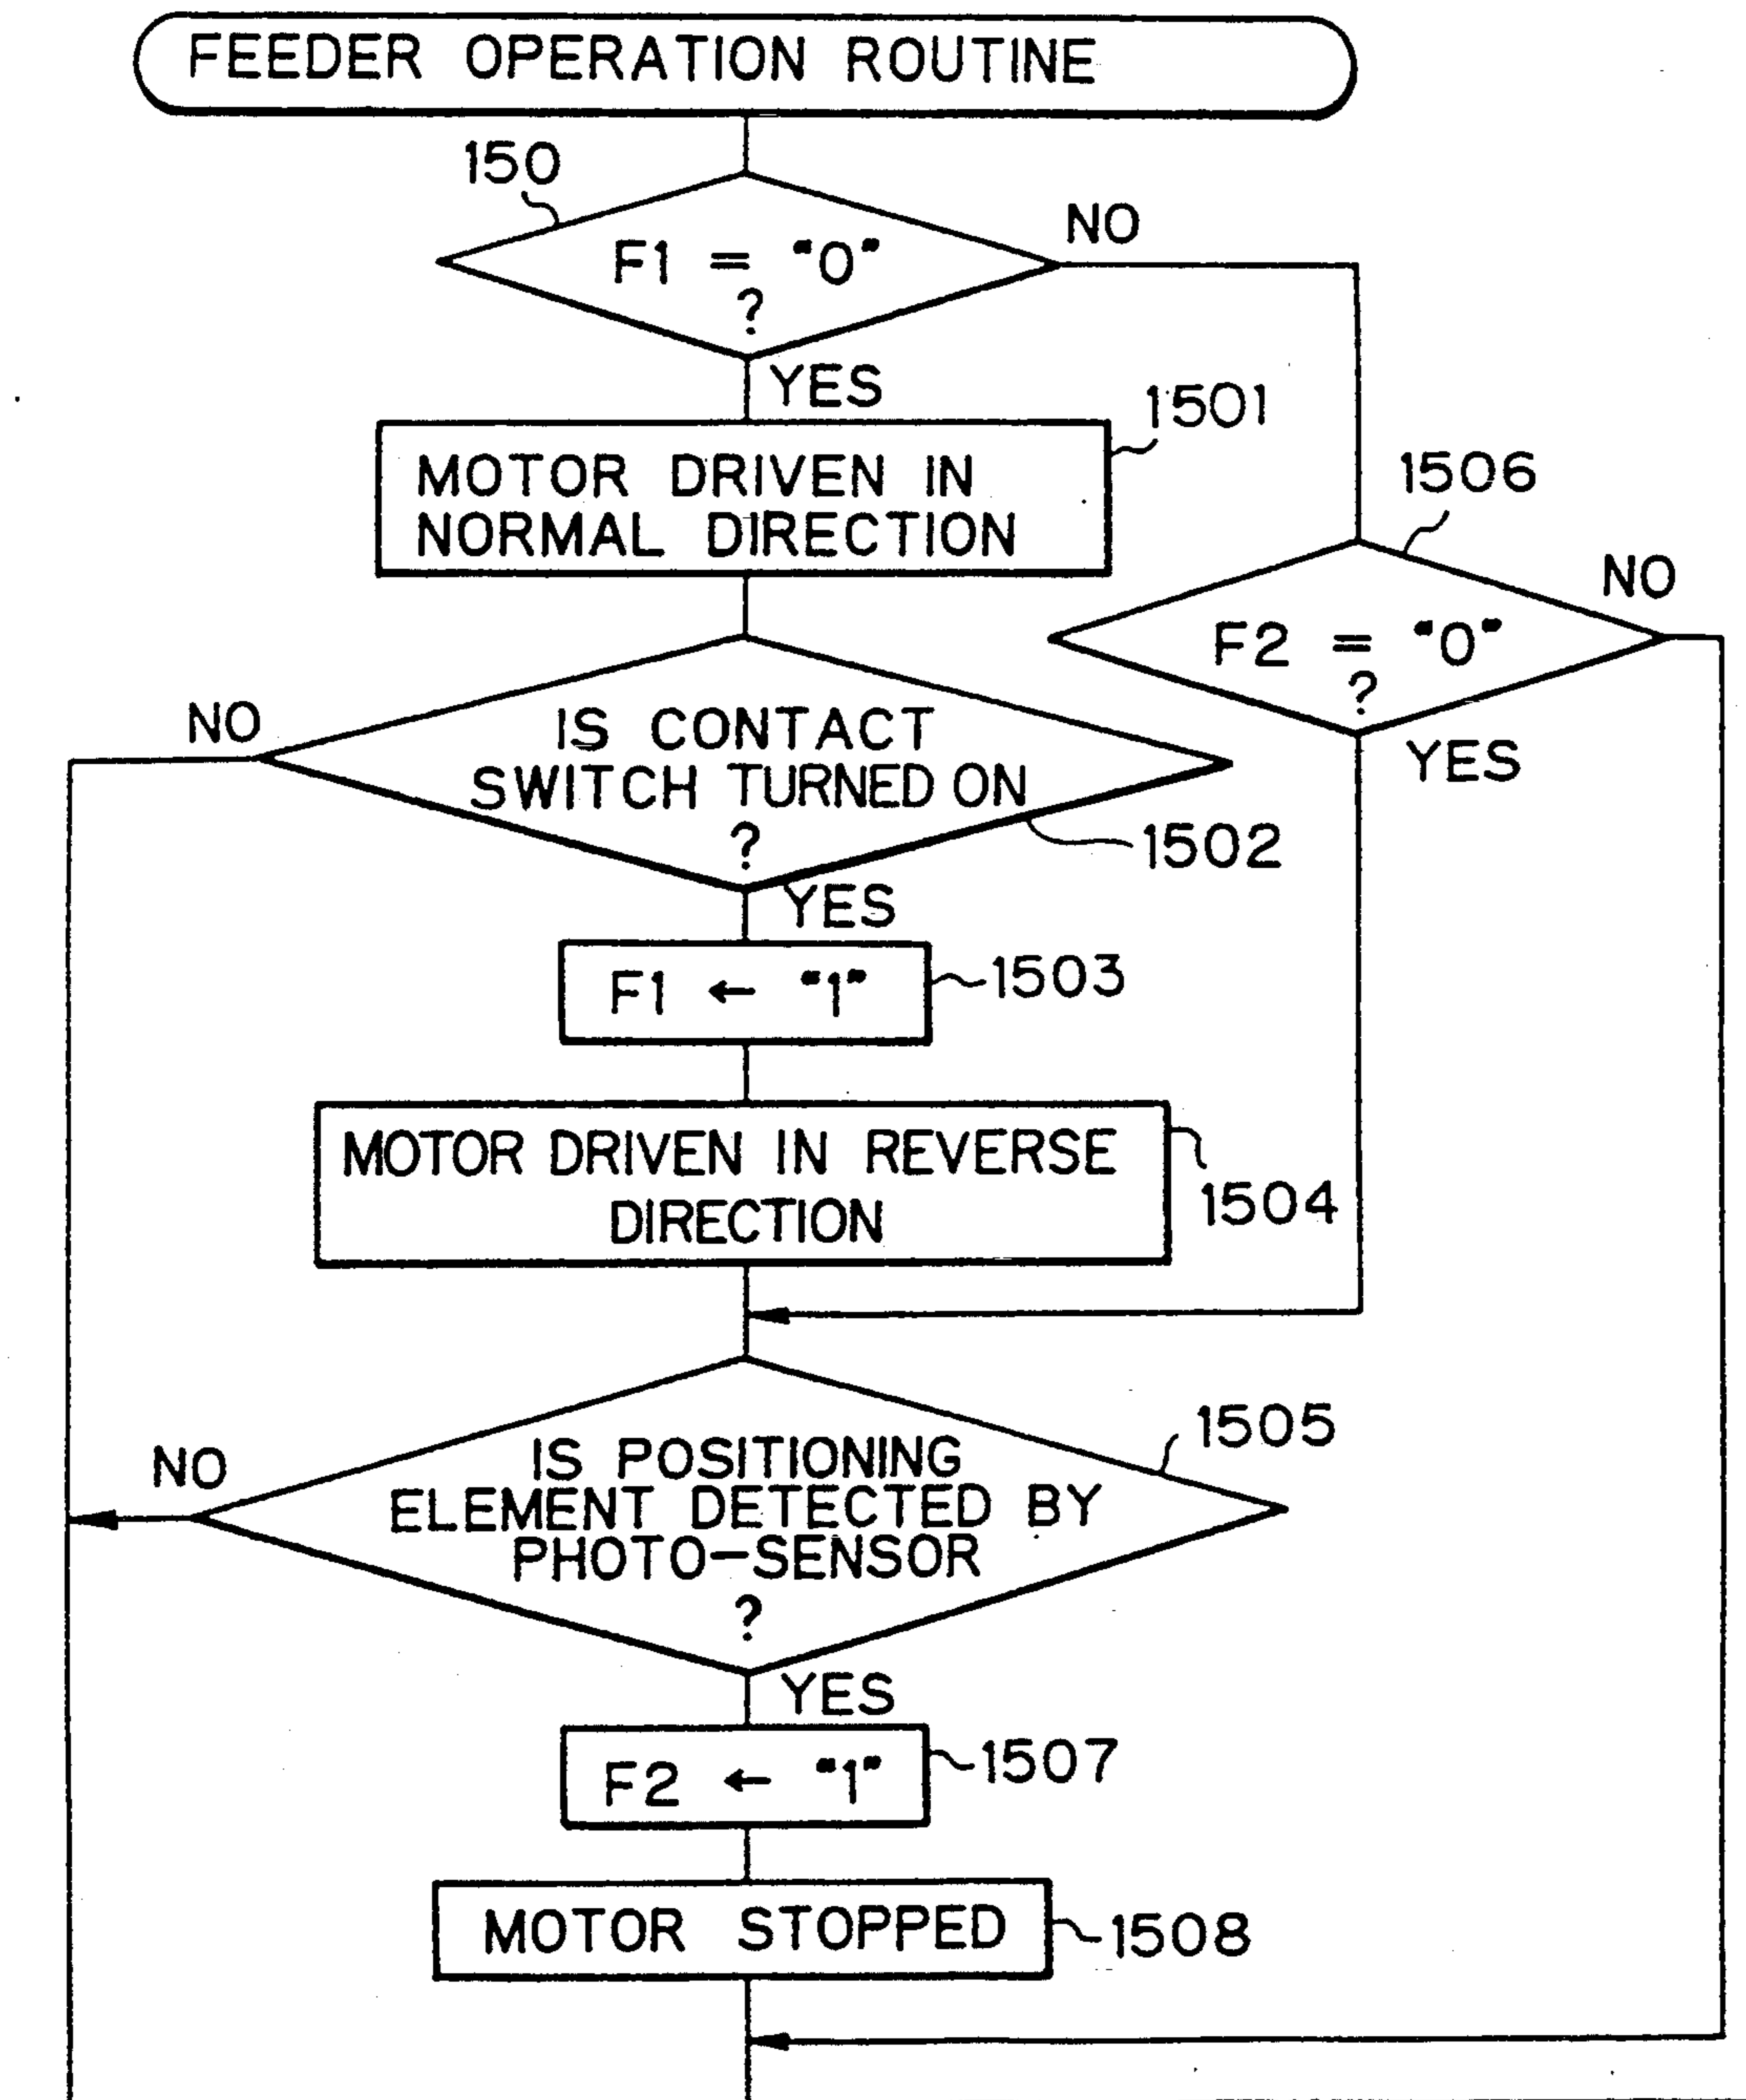 FEEDER OPERATION ROUTINE
150
F1 = "0"
?
NO
YES
1501
MOTOR DRIVEN IN
NORMAL DIRECTION
1506
F2 = "0"
?
NO
YES
NO
IS CONTACT
SWITCH TURNED ON
?
1502
YES
F1 ← "1"
1503
MOTOR DRIVEN IN REVERSE
DIRECTION
1504
1505
NO
IS POSITIONING
ELEMENT DETECTED BY
PHOTO-SENSOR
?
YES
F2 ← "1"
1507
MOTOR STOPPED
1508